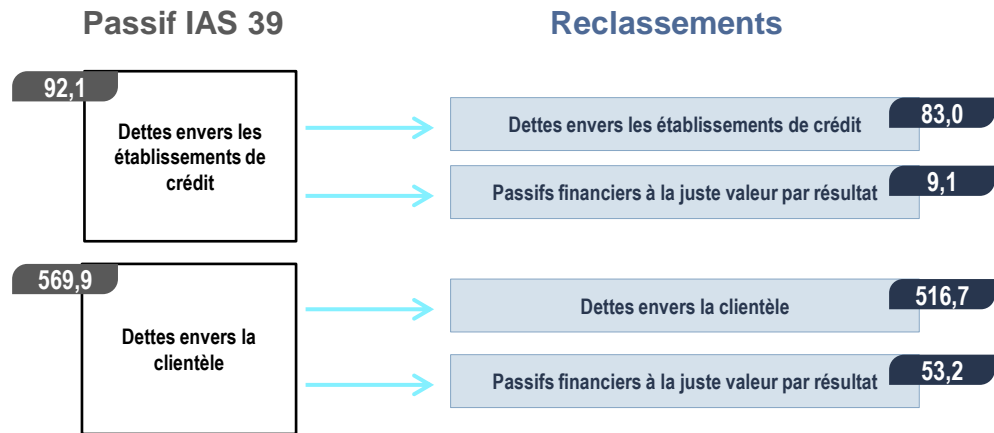 Passif IAS 39
Reclassements
92,1
Dettes envers les
établissements de
crédit
Dettes envers les établissements de crédit
83,0
Passifs financiers à la juste valeur par résultat
9,1
569,9
Dettes envers la
clientèle
Dettes envers la clientèle
516,7
Passifs financiers à la juste valeur par résultat
53,2